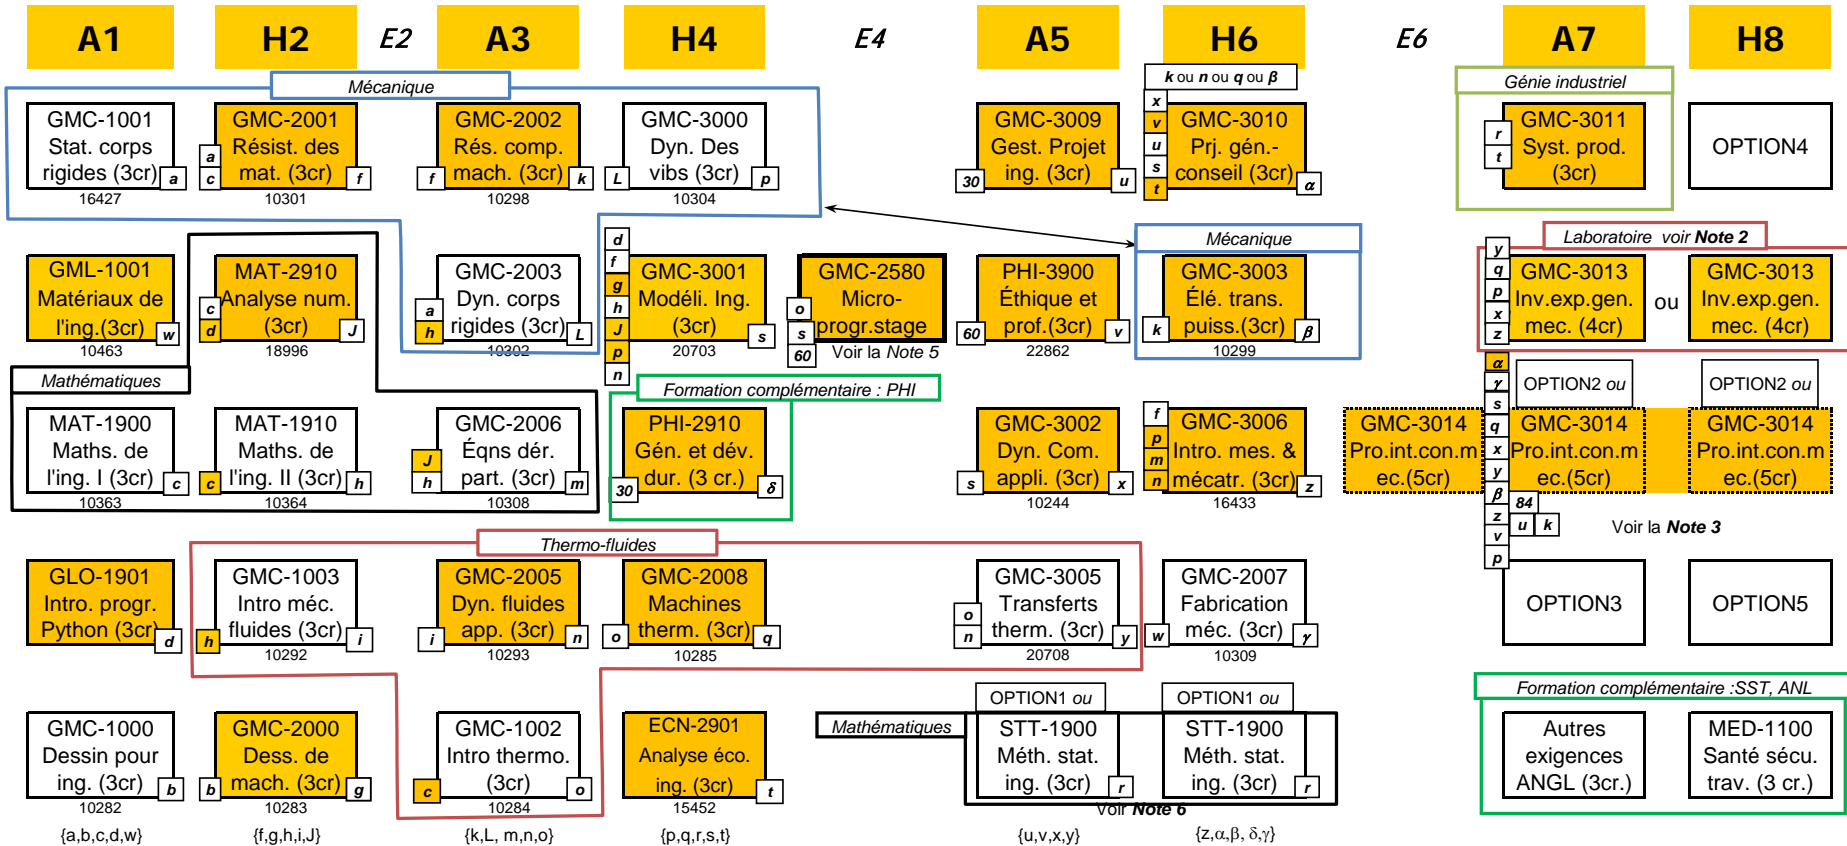 A1 H2 E2 A3 H4 E4 A5 H6 E6 A7 H8
Mécanique
k ou n ou q ou β
Génie industriel
GMC-1001
Stat. corps
rigides (3cr)
a
16427
a
c
GMC-2001
Résist. des
mat. (3cr)
f
10301
f
GMC-2002
Rés. comp.
mach. (3cr)
k
10298
L
GMC-3000
Dyn. Des
vibs (3cr)
p
10304
30
GMC-3009
Gest. Projet
ing. (3cr)
u
x
v
u
s
t
GMC-3010
Prj. gén.-
conseil (3cr)
α
r
t
GMC-3011
Syst. prod.
(3cr)
OPTION4
GML-1001
Matériaux de
l'ing.(3cr)
w
10463
c
d
MAT-2910
Analyse num.
(3cr)
J
18996
a
h
GMC-2003
Dyn. corps
rigides (3cr)
L
10302
d
f
g
h
J
p
n
GMC-3001
Modéli. Ing.
(3cr)
s
20703
o
s
60
GMC-2580
Micro-
progr.stage
Voir la Note 5
60
PHI-3900
Éthique et
prof.(3cr)
v
22862
Mécanique
k
GMC-3003
Élé. trans.
puiss.(3cr)
β
10299
Laboratoire voir Note 2
y
q
p
x
z
GMC-3013
Inv.exp.gen.
mec. (4cr)
ou
GMC-3013
Inv.exp.gen.
mec. (4cr)
Mathématiques
MAT-1900
Maths. de
l'ing. I (3cr)
c
10363
c
MAT-1910
Maths. de
l'ing. II (3cr)
h
10364
J
h
GMC-2006
Éqns dér.
part. (3cr)
m
10308
Formation complémentaire : PHI
30
PHI-2910
Gén. et dév.
dur. (3 cr.)
δ
s
GMC-3002
Dyn. Com.
appli. (3cr)
x
10244
f
p
m
n
GMC-3006
Intro. mes. &
mécatr. (3cr)
z
16433
GMC-3014
Pro.int.con.m
ec.(5cr)
α
γ
s
q
x
y
β
z
v
p
84
u
k
OPTION2 ou
GMC-3014
Pro.int.con.m
ec.(5cr)
OPTION2 ou
GMC-3014
Pro.int.con.m
ec.(5cr)
Voir la Note 3
Thermo-fluides
GLO-1901
Intro. progr.
Python (3cr)
d
h
GMC-1003
Intro méc.
fluides (3cr)
i
10292
i
GMC-2005
Dyn. fluides
app. (3cr)
n
10293
o
GMC-2008
Machines
therm. (3cr)
q
10285
o
n
GMC-3005
Transferts
therm. (3cr)
y
20708
w
GMC-2007
Fabrication
méc. (3cr)
γ
10309
OPTION3
OPTION5
GMC-1000
Dessin pour
ing. (3cr)
b
10282
b
GMC-2000
Dess. de
mach. (3cr)
g
10283
c
GMC-1002
Intro thermo.
(3cr)
o
10284
ECN-2901
Analyse éco.
ing. (3cr)
t
15452
Mathématiques
OPTION1 ou
STT-1900
Méth. stat.
ing. (3cr)
r
OPTION1 ou
STT-1900
Méth. stat.
ing. (3cr)
r
Voir Note 6
Formation complémentaire :SST, ANL
Autres
exigences
ANGL (3cr.)
MED-1100
Santé sécu.
trav. (3 cr.)
{a,b,c,d,w} {f,g,h,i,J} {k,L, m,n,o} {p,q,r,s,t} {u,v,x,y} {z,α,β, δ,γ}